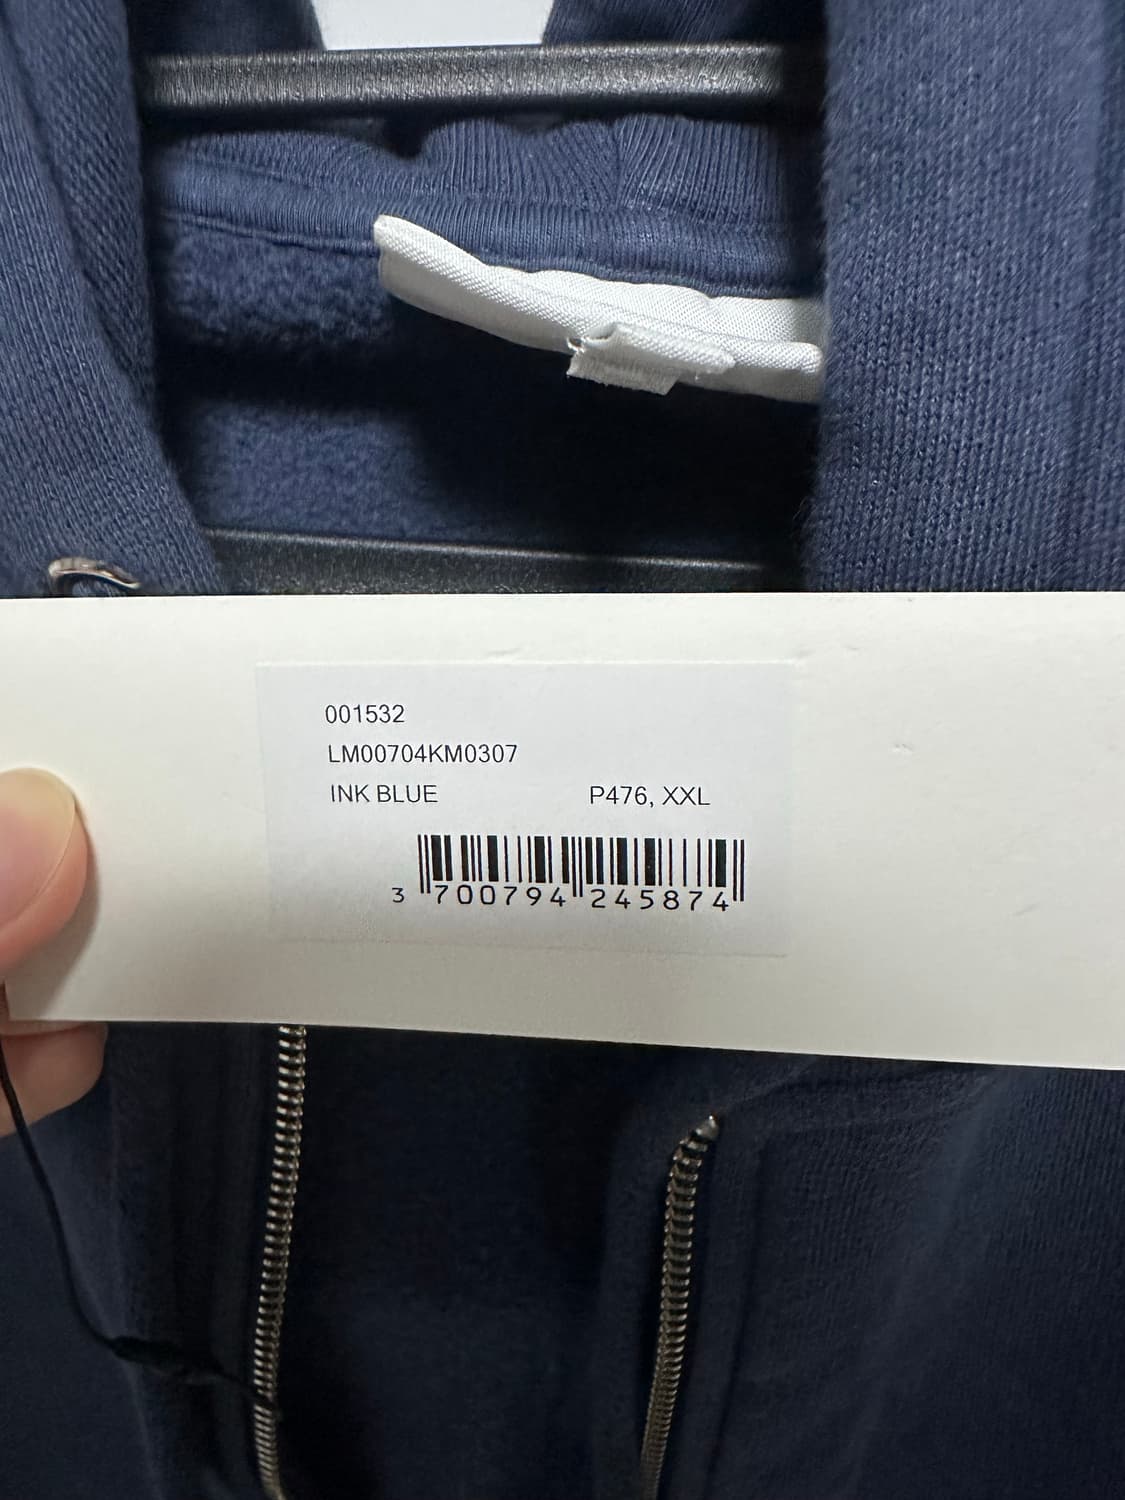 001532
LM00704KM0307
INK BLUE P476, XXL
3 700794 245874